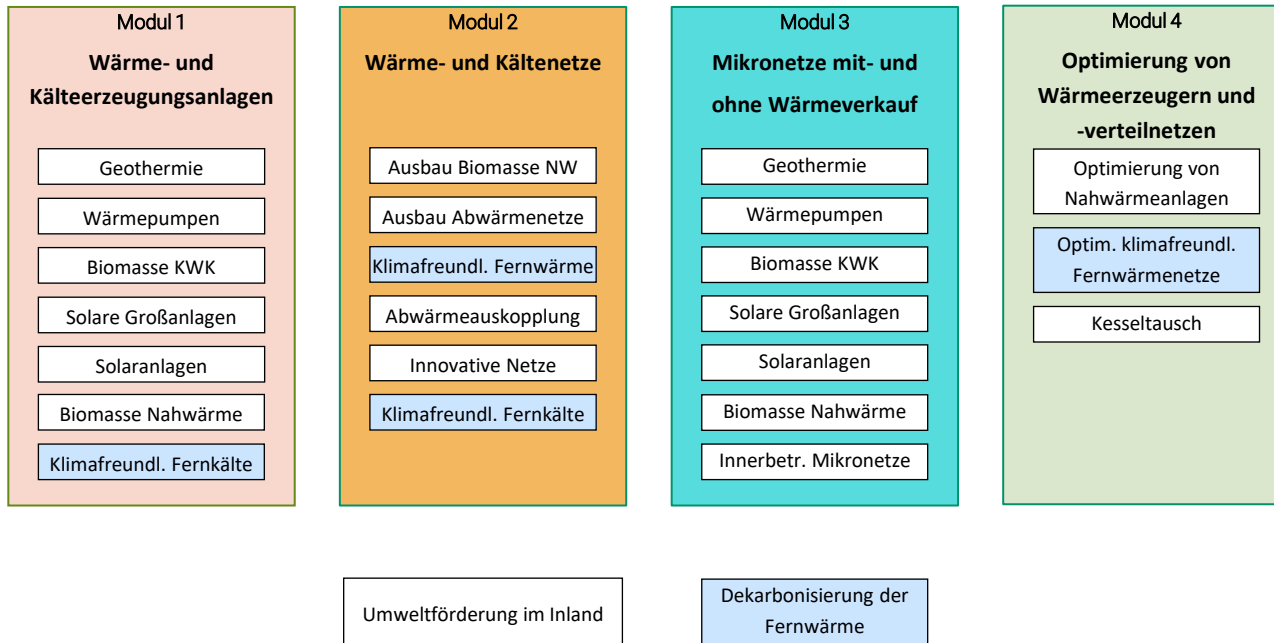 Modul 1
Wärme- und
Kälteerzeugungsanlagen
Geothermie
Wärmepumpen
Biomasse KWK
Solare Großanlagen
Solaranlagen
Biomasse Nahwärme
Klimafreundl. Fernkälte
Modul 2
Wärme- und Kältenetze
Ausbau Biomasse NW
Ausbau Abwärmenetze
Klimafreundl. Fernwärme
Abwärmeauskopplung
Innovative Netze
Klimafreundl. Fernkälte
Modul 3
Mikronetze mit- und
ohne Wärmeverkauf
Geothermie
Wärmepumpen
Biomasse KWK
Solare Großanlagen
Solaranlagen
Biomasse Nahwärme
Innerbetr. Mikronetze
Modul 4
Optimierung von
Wärmeerzeugern und
-verteilnetzen
Optimierung von
Nahwärmeanlagen
Optim. klimafreundl.
Fernwärmenetze
Kesseltausch
Umweltförderung im Inland
Dekarbonisierung der
Fernwärme